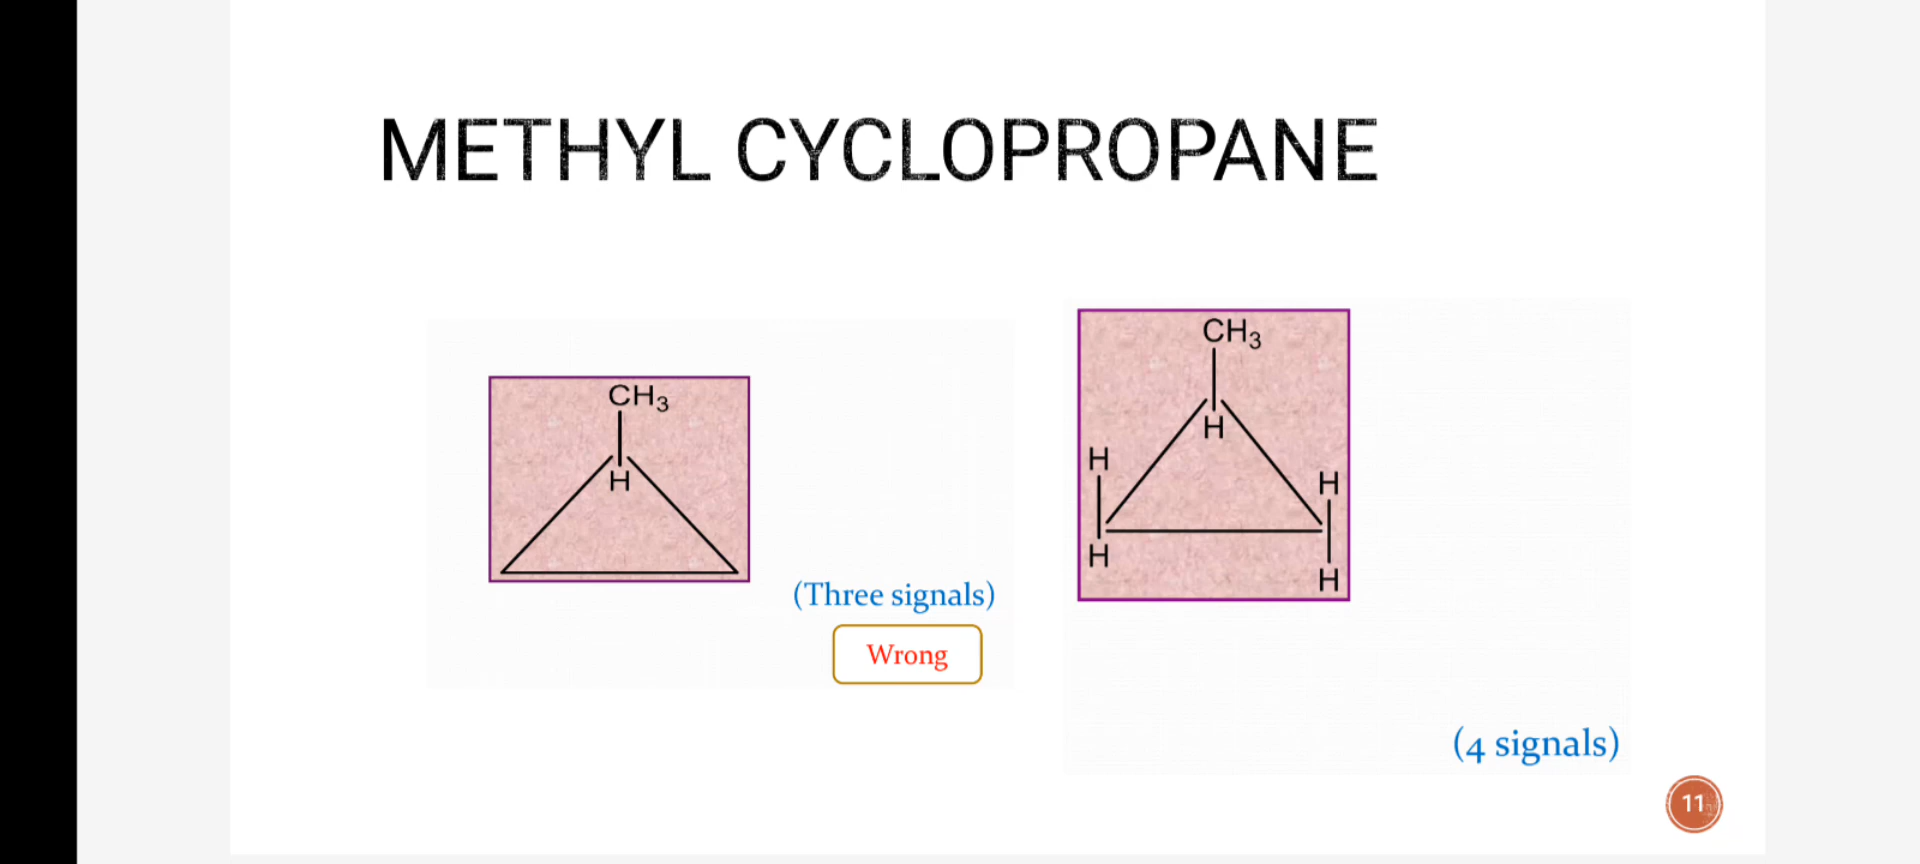 METHYL CYCLOPROPANE
CH3
H
(Three signals)
Wrong
CH3
H
H
H
H
H
(4 signals)
11